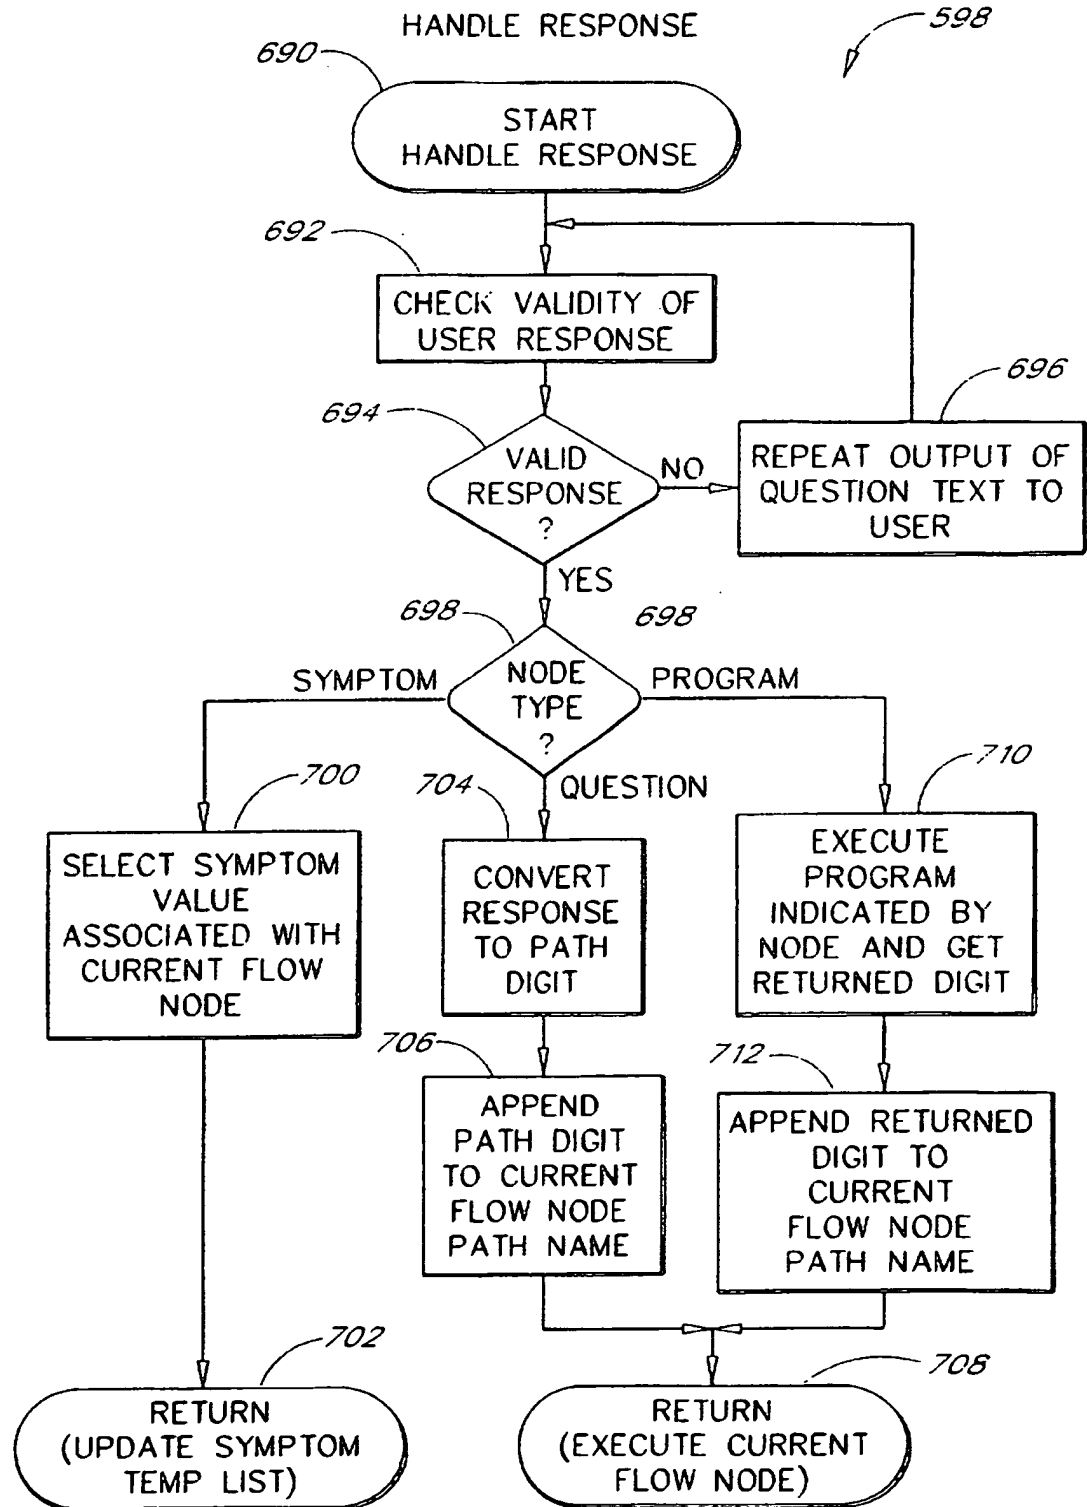 HANDLE RESPONSE
598
690
START
HANDLE RESPONSE
692
CHECK VALIDITY OF
USER RESPONSE
694
VALID
RESPONSE
?
NO
696
REPEAT OUTPUT OF
QUESTION TEXT TO
USER
YES
698
698
SYMPTOM
NODE
TYPE
?
PROGRAM
QUESTION
700
SELECT SYMPTOM
VALUE
ASSOCIATED WITH
CURRENT FLOW
NODE
704
CONVERT
RESPONSE
TO PATH
DIGIT
710
EXECUTE
PROGRAM
INDICATED BY
NODE AND GET
RETURNED DIGIT
706
APPEND
PATH DIGIT
TO CURRENT
FLOW NODE
PATH NAME
712
APPEND RETURNED
DIGIT TO
CURRENT
FLOW NODE
PATH NAME
702
RETURN
(UPDATE SYMPTOM
TEMP LIST)
708
RETURN
(EXECUTE CURRENT
FLOW NODE)